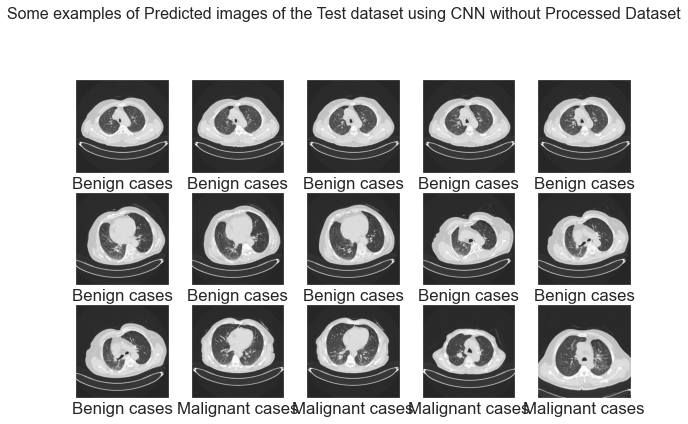 Some examples of Predicted images of the Test dataset using CNN without Processed Dataset
Benign cases Benign cases Benign cases Benign cases Benign cases
Benign cases Benign cases Benign cases Benign cases Benign cases
Benign cases Malignant cases Malignant cases Malignant cases Malignant cases